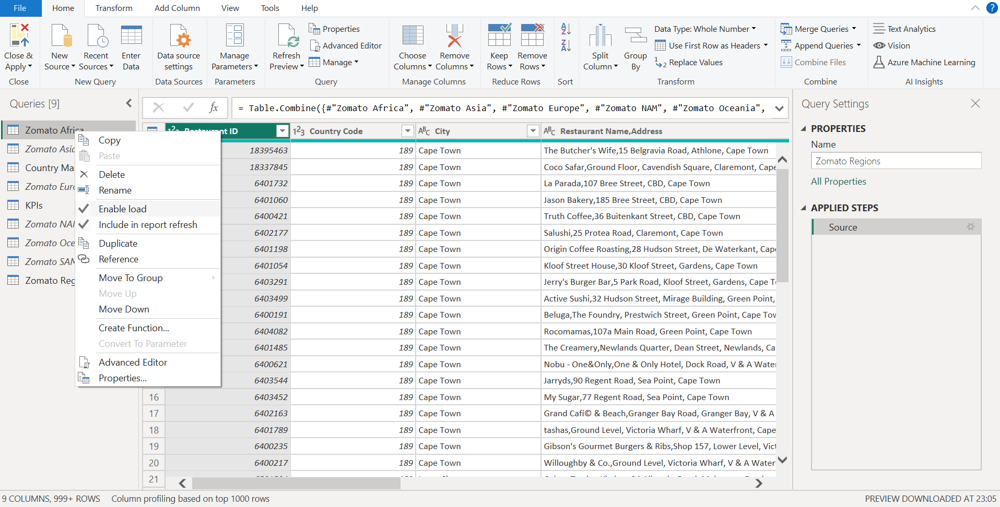 File Home Transform Add Column View Tools Help
Close & Apply
New Source
Recent Sources
Enter Data
Data source settings
Manage Parameters
Refresh Preview
Properties
Advanced Editor
Manage
Choose Columns
Remove Columns
Keep Rows
Remove Rows
Split Column
Group By
Data Type: Whole Number
Use First Row as Headers
Replace Values
Merge Queries
Append Queries
Combine Files
Text Analytics
Vision
Azure Machine Learning
Close New Query Data Sources Parameters Query Manage Columns Reduce Rows Sort Transform Combine AI Insights
Queries [9]
= Table.Combine({#"Zomato Africa", #"Zomato Asia", #"Zomato Europe", #"Zomato NAM", #"Zomato Oceania",
Zomato Africa
Zomato Asia
Country Ma
Zomato Euro
KPIs
Zomato NAM
Zomato Oce
Zomato SAM
Zomato Reg
Copy
Paste
Delete
Rename
Enable load
Include in report refresh
Duplicate
Reference
Move To Group
Move Up
Move Down
Create Function...
Convert To Parameter
Advanced Editor
Properties...
Restaurant ID Country Code City Restaurant Name,Address
18395463 189 Cape Town The Butcher's Wife,15 Belgravia Road, Athlone, Cape Town
18337845 189 Cape Town Coco Safar,Ground Floor, Cavendish Square, Claremont, Cape
6401732 189 Cape Town La Parada,107 Bree Street, CBD, Cape Town
6401060 189 Cape Town Jason Bakery,185 Bree Street, CBD, Cape Town
6400421 189 Cape Town Truth Coffee,36 Buitenkant Street, CBD, Cape Town
6402177 189 Cape Town Salushi,25 Protea Road, Claremont, Cape Town
6401198 189 Cape Town Origin Coffee Roasting,28 Hudson Street, De Waterkant, Cap
6401054 189 Cape Town Kloof Street House,30 Kloof Street, Gardens, Cape Town
6403291 189 Cape Town Jerry's Burger Bar,5 Park Road, Kloof Street, Gardens, Cape T
6403499 189 Cape Town Active Sushi,32 Hudson Street, Mirage Building, Green Point,
6400191 189 Cape Town Beluga,The Foundry, Prestwich Street, Green Point, Cape Tow
6404082 189 Cape Town Rocomamas,107a Main Road, Green Point, Cape Town
6401485 189 Cape Town The Creamery,Newlands Quarter, Dean Street, Newlands, Ca
6400621 189 Cape Town Nobu - One&Only,One & Only Hotel, Dock Road, V & A Water
6403544 189 Cape Town Jarryds,90 Regent Road, Sea Point, Cape Town
16 6403452 189 Cape Town My Sugar,77 Regent Road, Sea Point, Cape Town
17 6402163 189 Cape Town Grand Cafí© & Beach,Granger Bay Road, Granger Bay, V & A
18 6401789 189 Cape Town tashas,Ground Level, Victoria Wharf, V & A Waterfront, Cape
19 6400235 189 Cape Town Gibson's Gourmet Burgers & Ribs,Shop 157, Lower Level, Vict
20 6400217 189 Cape Town Willoughby & Co.,Ground Level, Victoria Wharf, V & A Water
21
Query Settings
PROPERTIES
Name
Zomato Regions
All Properties
APPLIED STEPS
Source
9 COLUMNS, 999+ ROWS Column profiling based on top 1000 rows PREVIEW DOWNLOADED AT 23:05